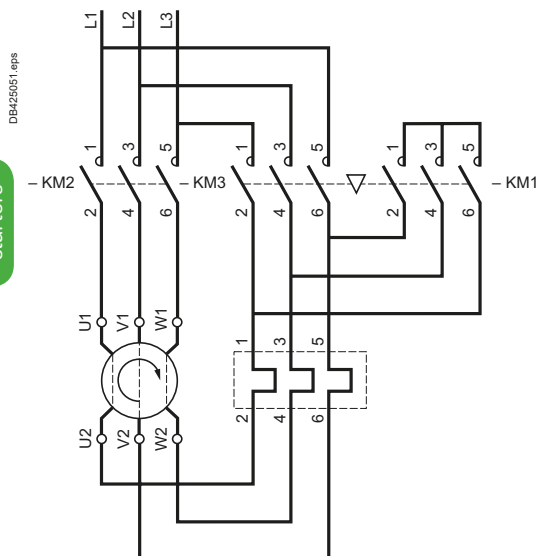 DB425051.eps
Starters
L1 L2 L3
1 3 5 1 3 5 1 3 5
– KM2 – KM3 – KM1
2 4 6 2 4 6 2 4 6
U1 V1 W1
1 3 5
2 4 6
U2 V2 W2